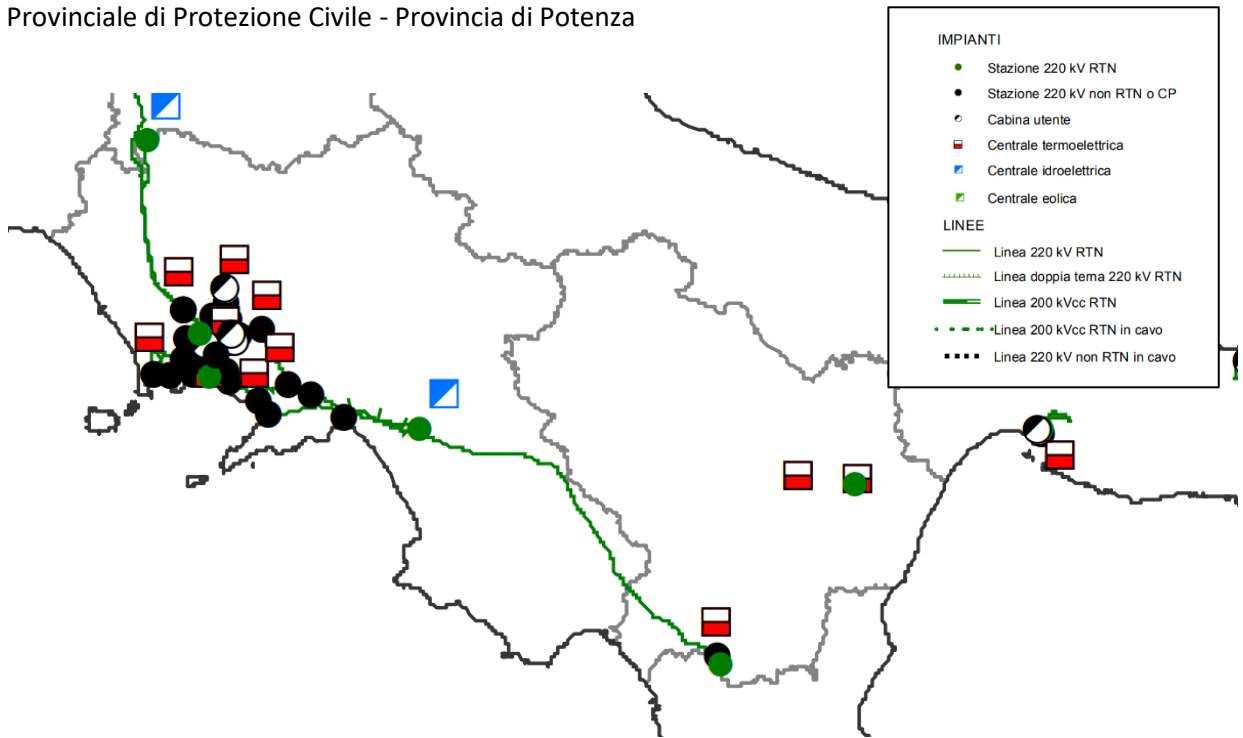 Provinciale di Protezione Civile - Provincia di Potenza
IMPIANTI
Stazione 220 kV RTN
Stazione 220 kV non RTN o CP
Cabina utente
Centrale termoelettrica
Centrale idroelettrica
Centrale eolica
LINEE
Linea 220 kV RTN
Linea doppia terna 220 kV RTN
Linea 200 kVcc RTN
Linea 200 kVcc RTN in cavo
Linea 220 kV non RTN in cavo